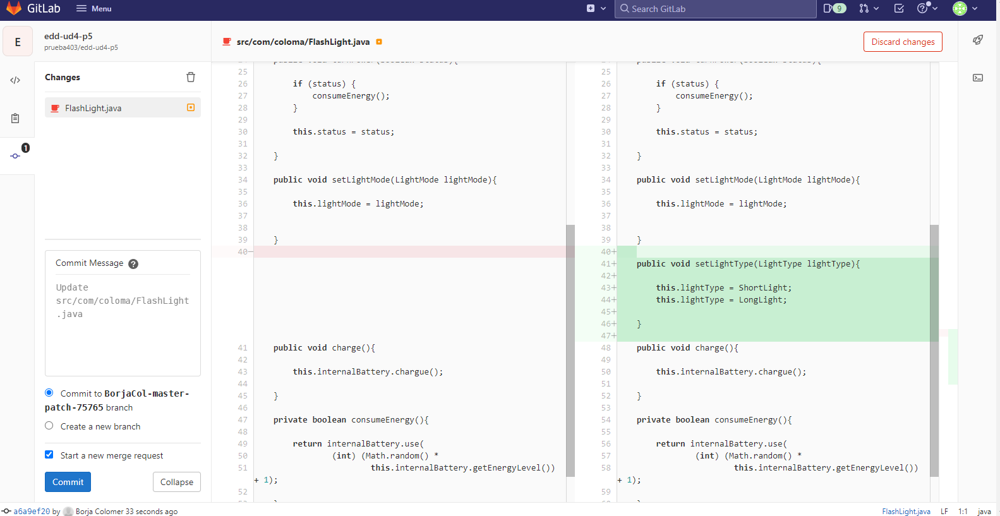 GitLab
Menu
Search GitLab
9
E
edd-ud4-p5
prueba403/edd-ud4-p5
src/com/coloma/FlashLight.java
Discard changes
Changes
FlashLight.java
1
Commit Message ?
Update
src/com/coloma/FlashLight
.java
Commit to BorjaCol-master-
patch-75765 branch
Create a new branch
Start a new merge request
Commit
Collapse
25
26 if (status) {
27 consumeEnergy();
28 }
29
30 this.status = status;
31
32 }
33
34 public void setLightMode(LightMode lightMode){
35
36 this.lightMode = lightMode;
37
38
39 }
40−
41 public void charge(){
42
43 this.internalBattery.chargue();
44
45 }
46
47 private boolean consumeEnergy(){
48
49 return internalBattery.use(
50 (int) (Math.random() *
51 this.internalBattery.getEnergyLevel())
+ 1);
52
25
26 if (status) {
27 consumeEnergy();
28 }
29
30 this.status = status;
31
32 }
33
34 public void setLightMode(LightMode lightMode){
35
36 this.lightMode = lightMode;
37
38
39 }
40+
41+ public void setLightType(LightType lightType){
42+
43+ this.lightType = ShortLight;
44+ this.lightType = LongLight;
45+
46+ }
47+
48 public void charge(){
49
50 this.internalBattery.chargue();
51
52 }
53
54 private boolean consumeEnergy(){
55
56 return internalBattery.use(
57 (int) (Math.random() *
58 this.internalBattery.getEnergyLevel())
+ 1);
59
a6a9ef20 by Borja Colomer 33 seconds ago
FlashLight.java LF 1:1 java